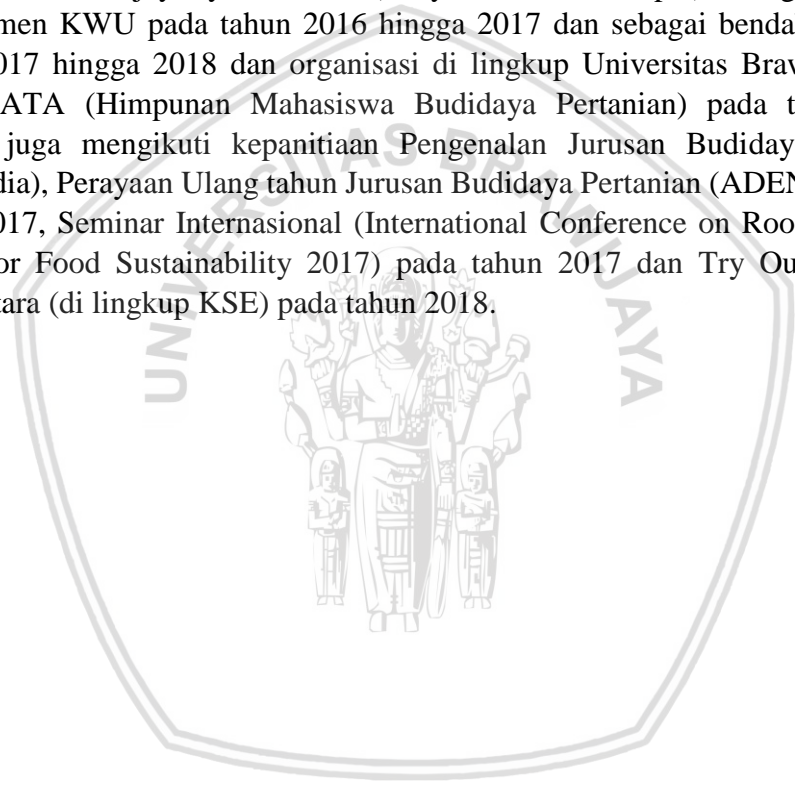 men KWU pada tahun 2016 hingga 2017 dan sebagai benda
017 hingga 2018 dan organisasi di lingkup Universitas Braw
ATA (Himpunan Mahasiswa Budidaya Pertanian) pada t
juga mengikuti kepanitiaan Pengenalan Jurusan Budiday
dia), Perayaan Ulang tahun Jurusan Budidaya Pertanian (ADEN
017, Seminar Internasional (International Conference on Roo
or Food Sustainability 2017) pada tahun 2017 dan Try Ou
tara (di lingkup KSE) pada tahun 2018.
UNIVERSITAS BRAWIJAYA